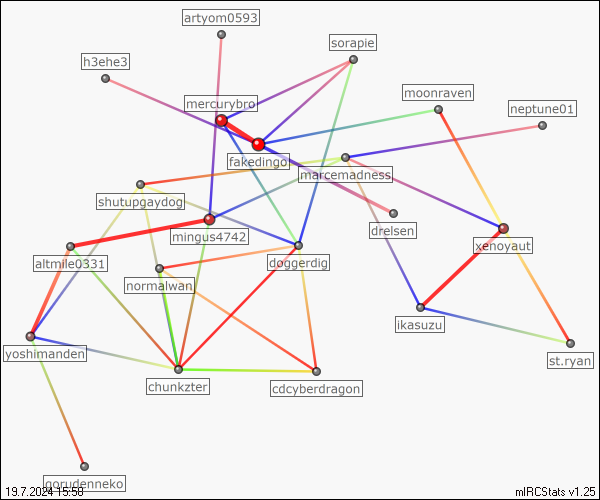 artyom0593
sorapie
h3ehe3
moonraven
mercurybro
neptune01
fakedingo
marcemadness
shutupgaydog
drelsen
mingus4742
xenoyaut
altmile0331
doggerdig
normalwan
ikasuzu
yoshimanden
st.ryan
chunkzter
cdcyberdragon
gorudenneko
19.7.2024 15:58
mIRCStats v1.25